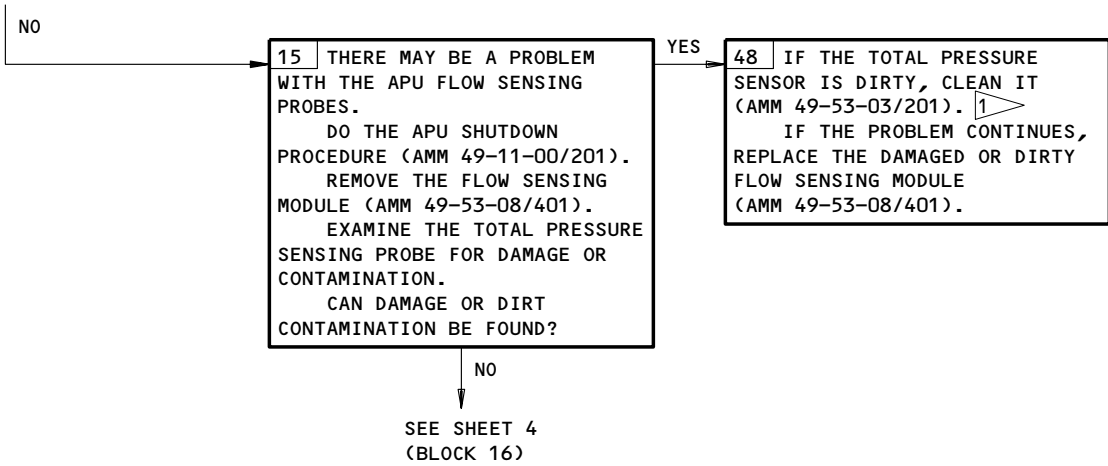 NO
15 THERE MAY BE A PROBLEM
WITH THE APU FLOW SENSING
PROBES.
DO THE APU SHUTDOWN
PROCEDURE (AMM 49-11-00/201).
REMOVE THE FLOW SENSING
MODULE (AMM 49-53-08/401).
EXAMINE THE TOTAL PRESSURE
SENSING PROBE FOR DAMAGE OR
CONTAMINATION.
CAN DAMAGE OR DIRT
CONTAMINATION BE FOUND?
YES
48 IF THE TOTAL PRESSURE
SENSOR IS DIRTY, CLEAN IT
(AMM 49-53-03/201). 1
IF THE PROBLEM CONTINUES,
REPLACE THE DAMAGED OR DIRTY
FLOW SENSING MODULE
(AMM 49-53-08/401).
NO
SEE SHEET 4
(BLOCK 16)